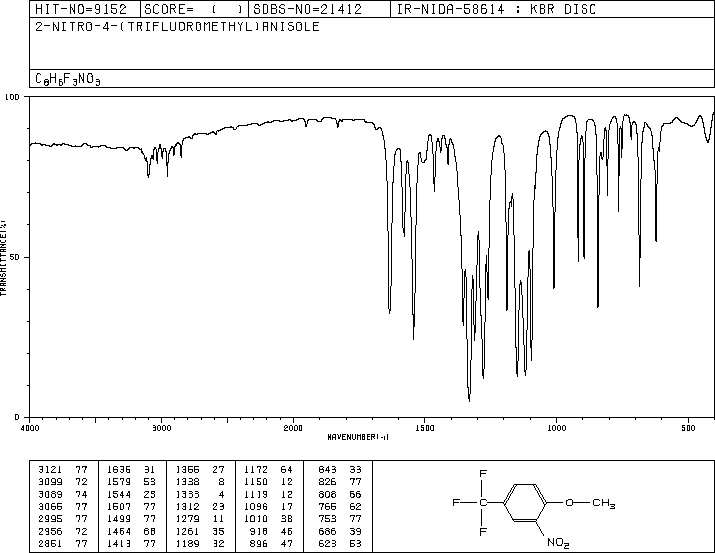 HIT-NO=9152 SCORE= ( ) SDBS-NO=21412 IR-NIDA-58614 : KBR DISC
2-NITRO-4-(TRIFLUOROMETHYL)ANISOLE
C8H6F3NO3
100
50
0
TRANSMITTANCE(%)
4000 3000 2000 1500 1000 500
WAVENUMBER(-1)
3121 77 1636 31 1366 27 1172 64 843 33
3099 72 1579 53 1338 8 1150 12 826 77
3089 74 1544 23 1333 4 1119 12 808 66
3066 77 1507 77 1312 23 1096 17 765 62
2995 77 1499 77 1279 11 1010 38 753 77
2956 72 1464 68 1261 35 918 46 686 39
2851 77 1413 77 1189 32 896 47 623 53
F
F C O CH3
F
NO2